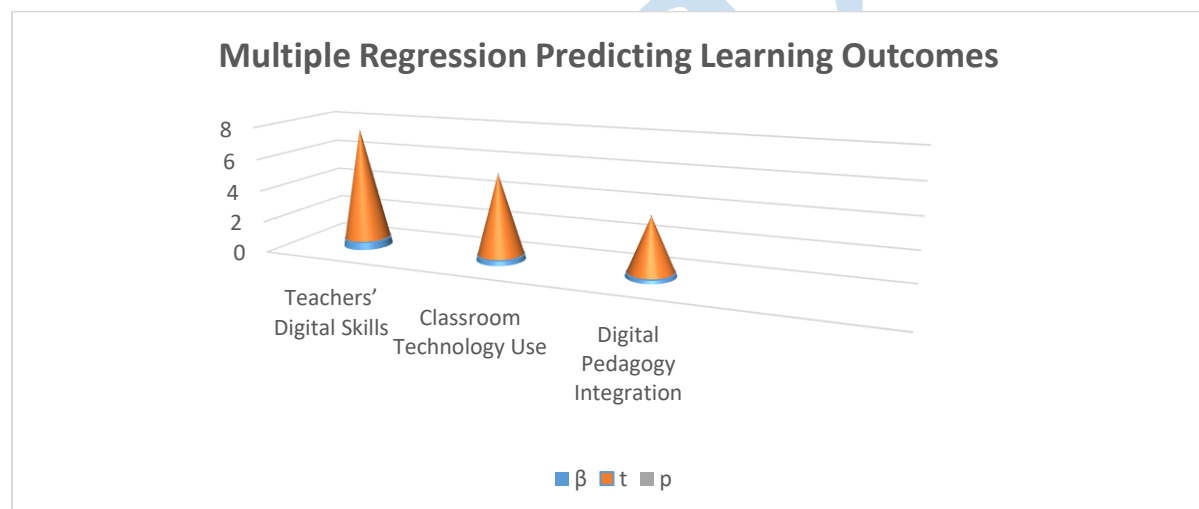 Multiple Regression Predicting Learning Outcomes
8
6
4
2
0
Teachers’
Digital Skills
Classroom
Technology Use
Digital
Pedagogy
Integration
β t p